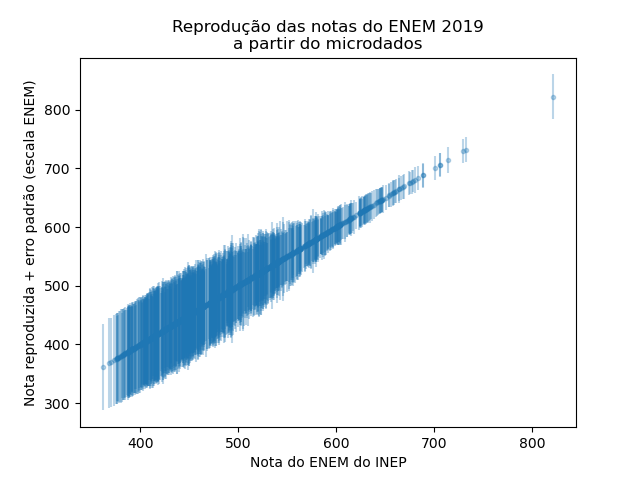 Reprodução das notas do ENEM 2019
a partir do microdados
Nota reproduzida + erro padrão (escala ENEM)
800
700
600
500
400
300
400 500 600 700 800
Nota do ENEM do INEP